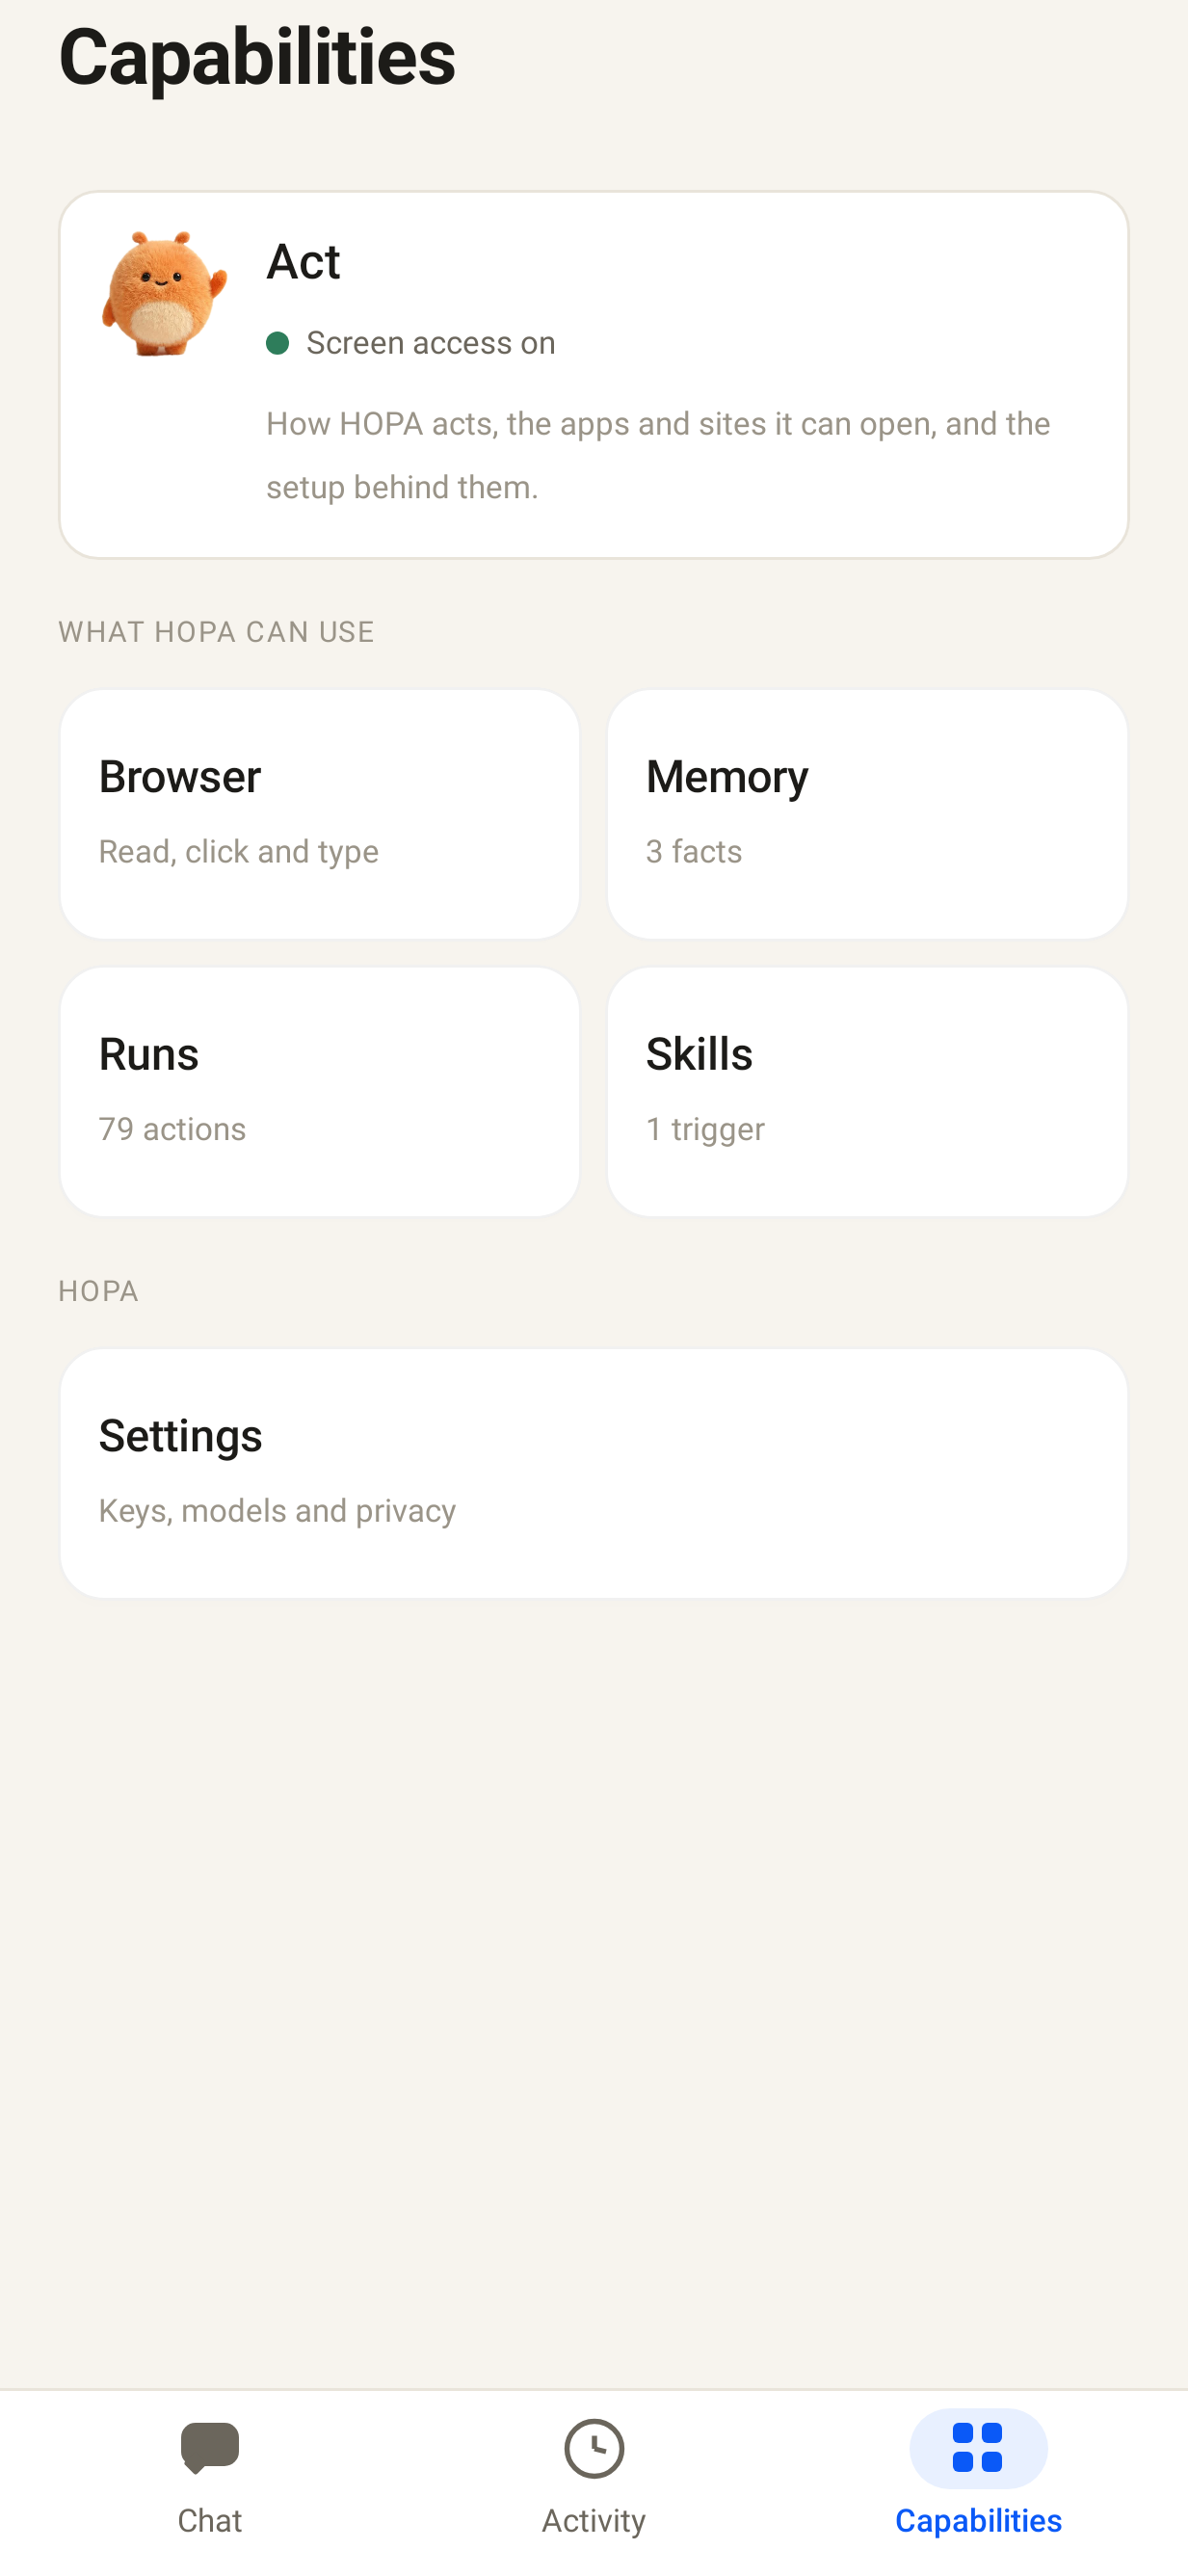 Capabilities
Act
Screen access on
How HOPA acts, the apps and sites it can open, and the
setup behind them.
WHAT HOPA CAN USE
Browser
Read, click and type
Memory
3 facts
Runs
79 actions
Skills
1 trigger
HOPA
Settings
Keys, models and privacy
Chat
Activity
Capabilities